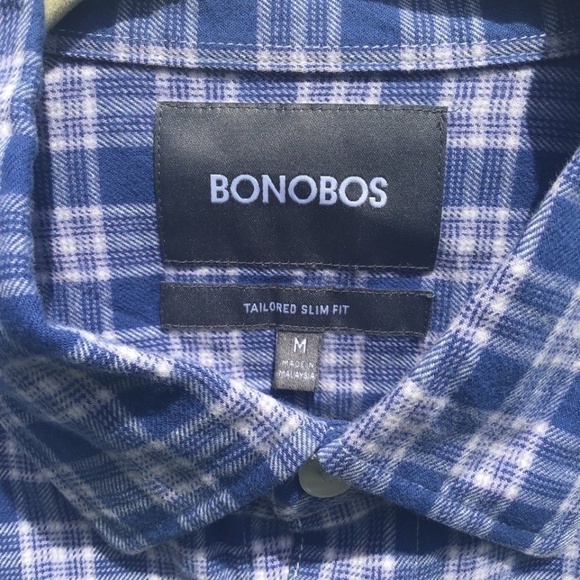 BONOBOS
TAILORED SLIM FIT
M
MADE IN
MALAYSIA